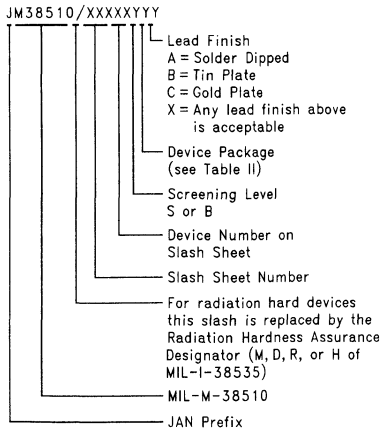 JM38510/XXXXXYYY
Lead Finish
A = Solder Dipped
B = Tin Plate
C = Gold Plate
X = Any lead finish above
is acceptable
Device Package
(see Table II)
Screening Level
S or B
Device Number on
Slash Sheet
Slash Sheet Number
For radiation hard devices
this slash is replaced by the
Radiation Hardness Assurance
Designator (M, D, R, or H of
MIL-I-38535)
MIL-M-38510
JAN Prefix